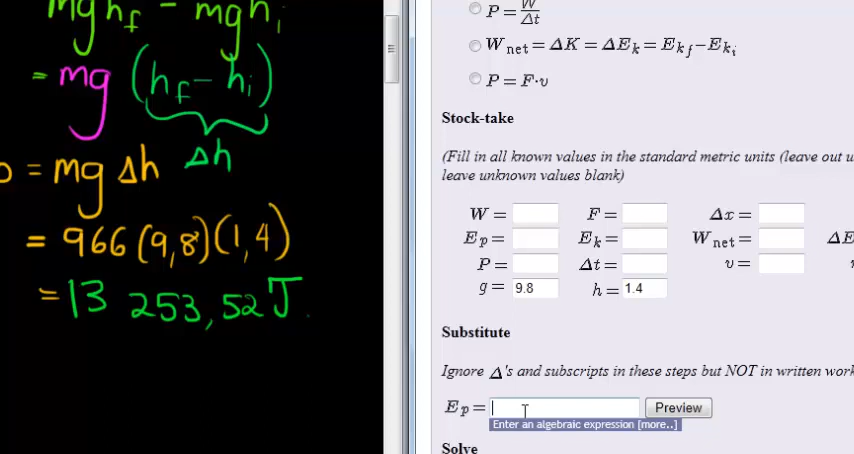 mgh_f - mgh_i
= mg (h_f - h_i)
Δh
= mg Δh
= 966 (9,8)(1,4)
= 13 253,52 J
P = W/Δt
W_net = ΔK = ΔE_k = E_kf − E_ki
P = F·v
Stock-take
(Fill in all known values in the standard metric units (leave out
leave unknown values blank)
W = F = Δx =
E_p = E_k = W_net = ΔE
P = Δt = v =
g = 9.8 h = 1.4
Substitute
Ignore Δ's and subscripts in these steps but NOT in written
E_p = Preview
Enter an algebraic expression [more..]
Solve